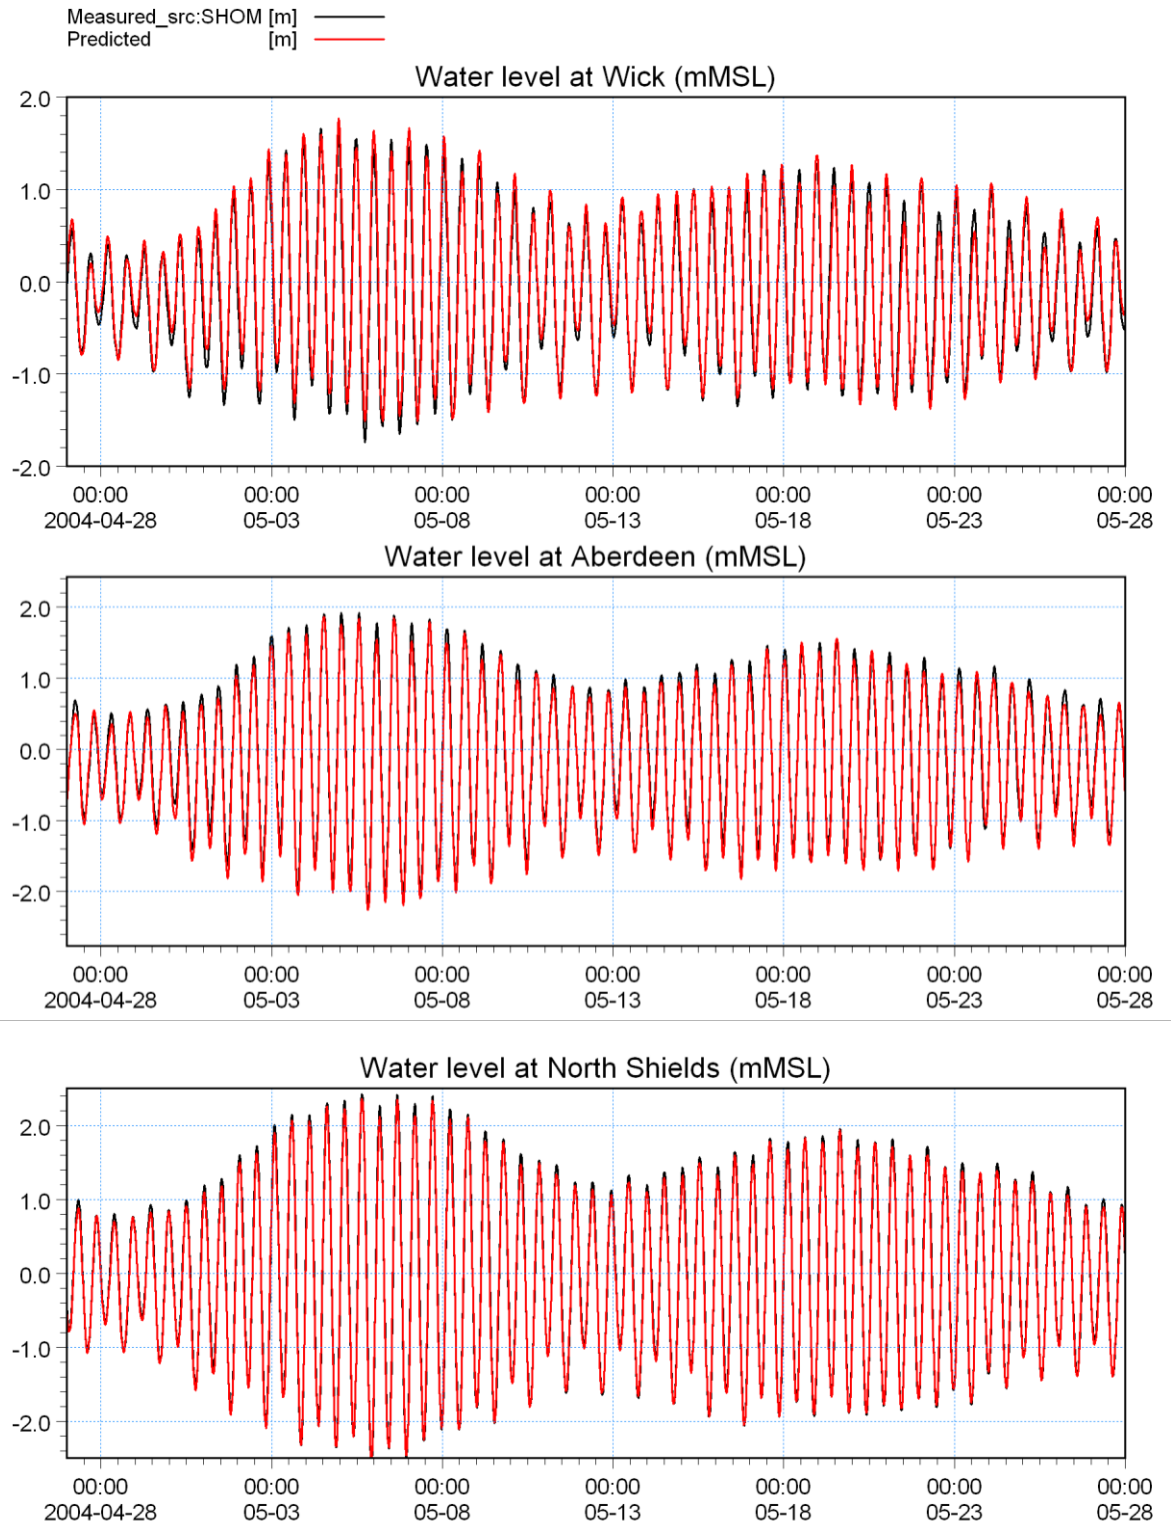 Measured_src:SHOM [m]
Predicted [m]
Water level at Wick (mMSL)
2.0
1.0
0.0
-1.0
-2.0
00:00 00:00 00:00 00:00 00:00 00:00 00:00
2004-04-28 05-03 05-08 05-13 05-18 05-23 05-28
Water level at Aberdeen (mMSL)
2.0
1.0
0.0
-1.0
-2.0
00:00 00:00 00:00 00:00 00:00 00:00 00:00
2004-04-28 05-03 05-08 05-13 05-18 05-23 05-28
Water level at North Shields (mMSL)
2.0
1.0
0.0
-1.0
-2.0
00:00 00:00 00:00 00:00 00:00 00:00 00:00
2004-04-28 05-03 05-08 05-13 05-18 05-23 05-28